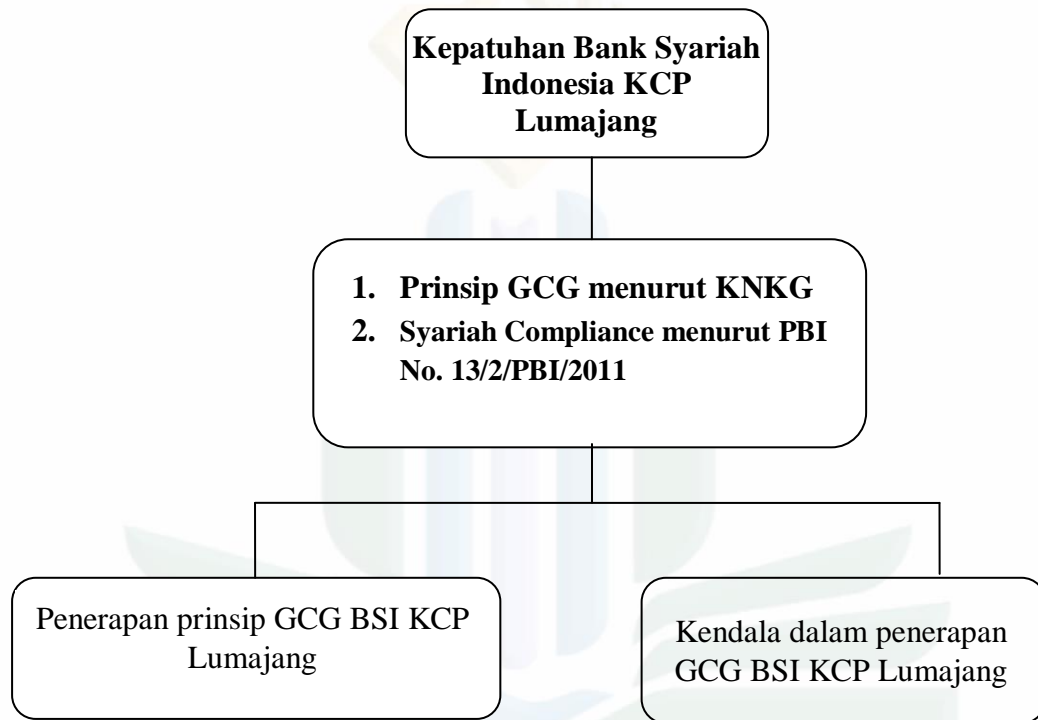 Kepatuhan Bank Syariah
Indonesia KCP
Lumajang
1. Prinsip GCG menurut KNKG
2. Syariah Compliance menurut PBI
No. 13/2/PBI/2011
Penerapan prinsip GCG BSI KCP
Lumajang
Kendala dalam penerapan
GCG BSI KCP Lumajang